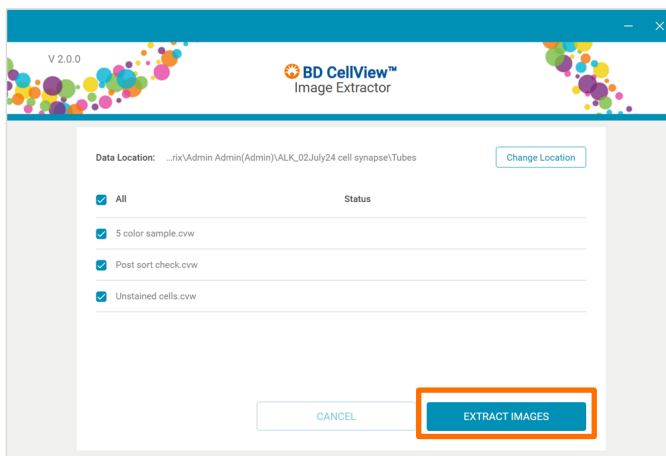 V 2.0.0
BD CellView™
Image Extractor
Data Location: ...rix\Admin Admin(Admin)\ALK_02July24 cell synapse\Tubes
Change Location
All Status
5 color sample.cvw
Post sort check.cvw
Unstained cells.cvw
CANCEL EXTRACT IMAGES